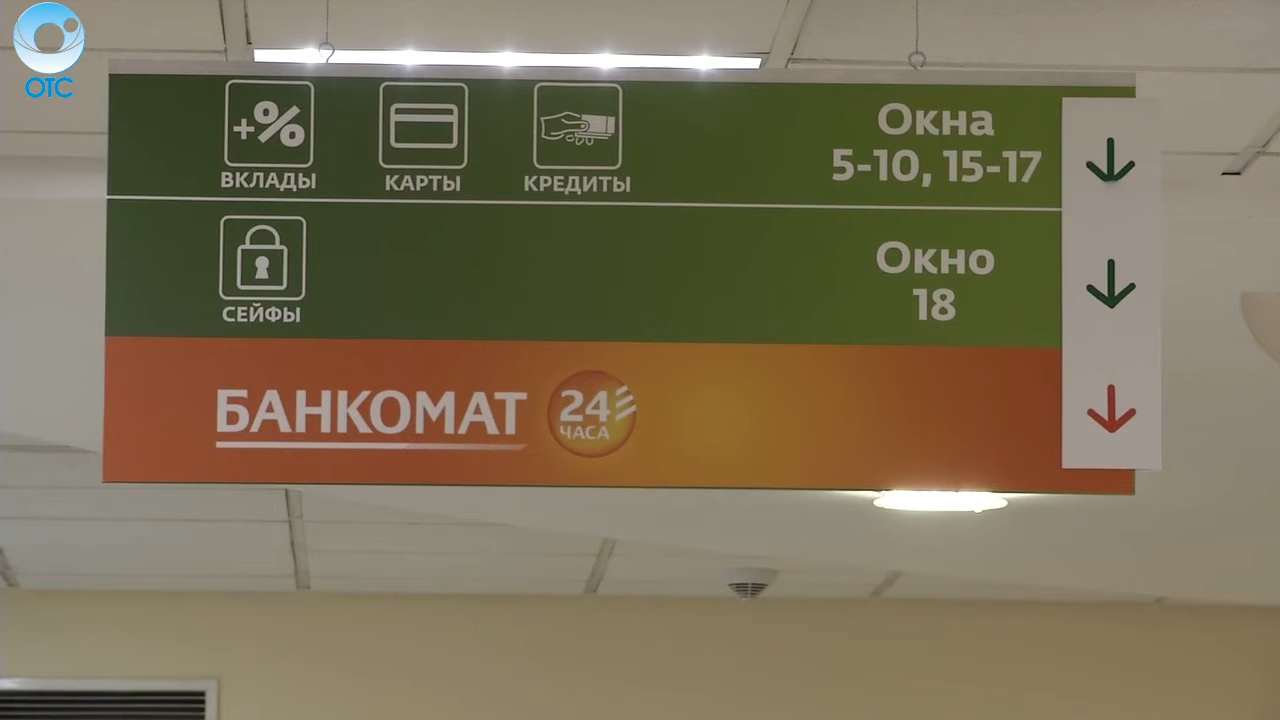 ОТС
ВКЛАДЫ КАРТЫ КРЕДИТЫ
Окна
5-10, 15-17
СЕЙФЫ
Окно
18
БАНКОМАТ 24 ЧАСА